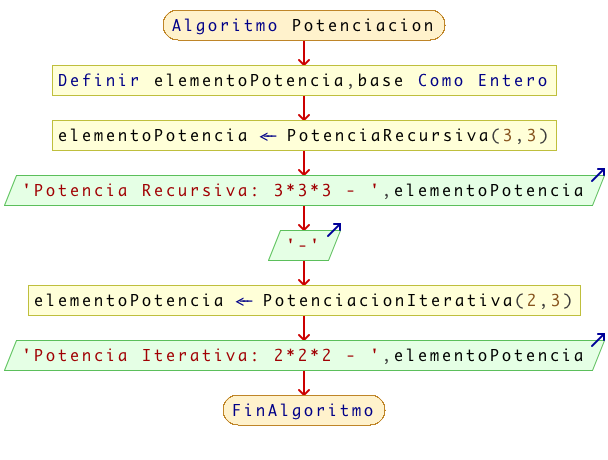 Algoritmo Potenciacion
Definir elementoPotencia,base Como Entero
elementoPotencia ← PotenciaRecursiva(3,3)
'Potencia Recursiva: 3*3*3 - ',elementoPotencia
'-'
elementoPotencia ← PotenciacionIterativa(2,3)
'Potencia Iterativa: 2*2*2 - ',elementoPotencia
FinAlgoritmo